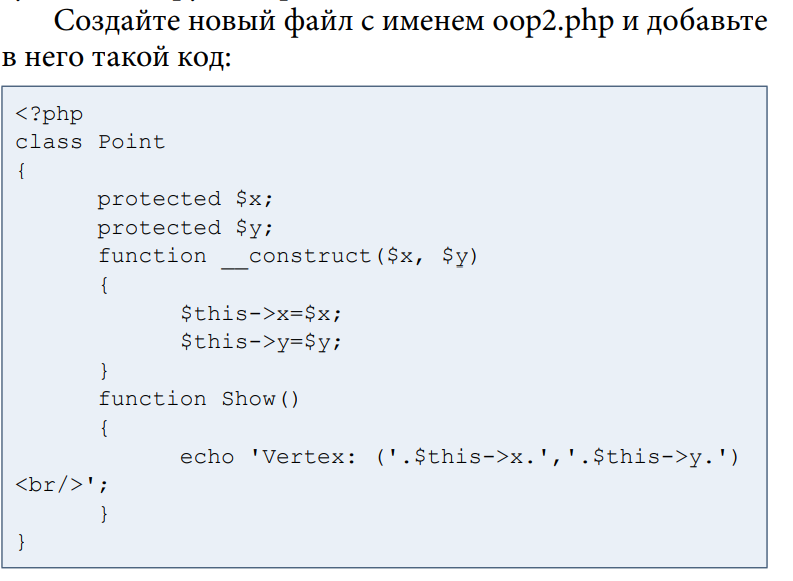 Создайте новый файл с именем oop2.php и добавьте
в него такой код:
<?php
class Point
{
protected $x;
protected $y;
function __construct($x, $y)
{
$this->x=$x;
$this->y=$y;
}
function Show()
{
echo 'Vertex: ('.$this->x.','.$this->y.')
<br/>';
}
}